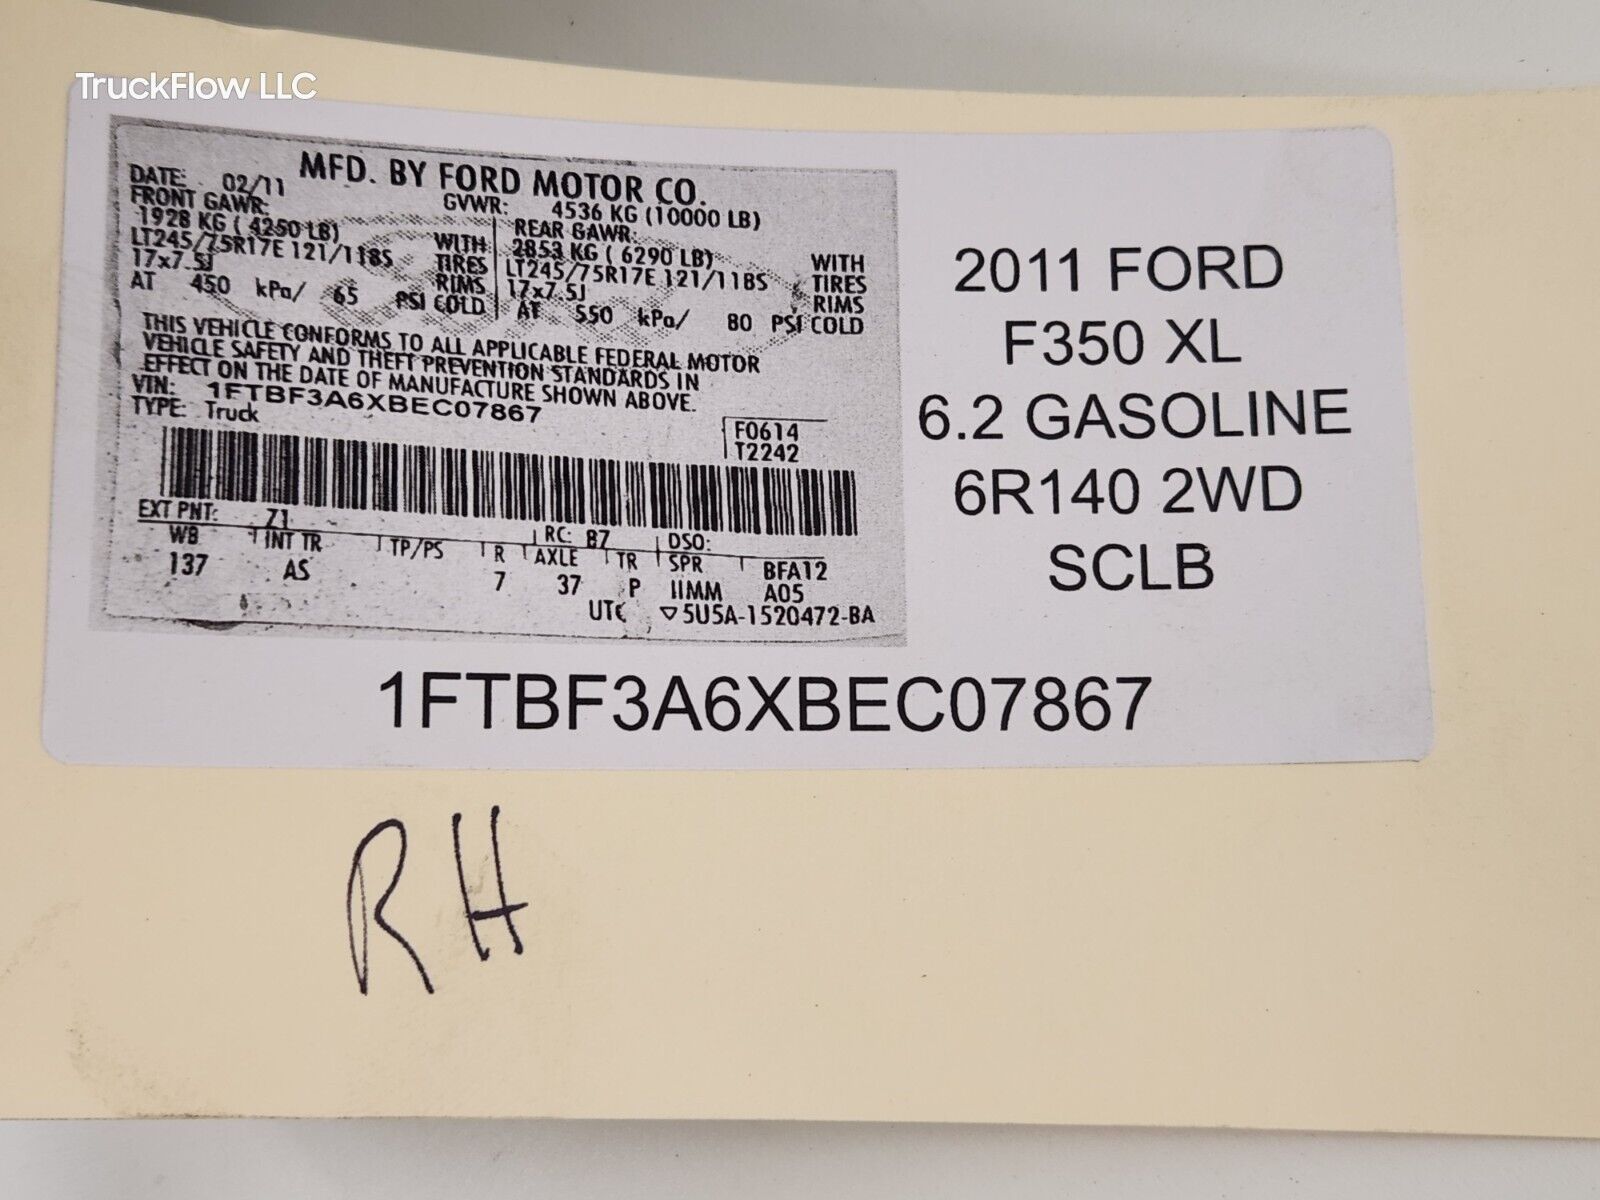 TruckFlow LLC
MFD. BY FORD MOTOR CO.
DATE: 02/11
GVWR: 4536 KG (10000 LB)
FRONT GAWR:
1928 KG ( 4250 LB)
LT245/75R17E 121/118S
17x7.5J
AT 450 kPa/ 65 PSI COLD
WITH
TIRES
RIMS
REAR GAWR:
2853 KG ( 6290 LB)
LT245/75R17E 121/118S
17x7.5J
AT 550 kPa/ 80 PSI COLD
WITH
TIRES
RIMS
THIS VEHICLE CONFORMS TO ALL APPLICABLE FEDERAL MOTOR
VEHICLE SAFETY AND THEFT PREVENTION STANDARDS IN
EFFECT ON THE DATE OF MANUFACTURE SHOWN ABOVE.
VIN: 1FTBF3A6XBEC07867
TYPE: Truck
F0614
T2242
EXT PNT: Z1 RC: B7 DSO:
WB INT TR TP/PS R AXLE TR SPR BFA12
137 AS 7 37 P IIMM A05
UTC ▽5U5A-1520472-BA
2011 FORD
F350 XL
6.2 GASOLINE
6R140 2WD
SCLB
1FTBF3A6XBEC07867
RH